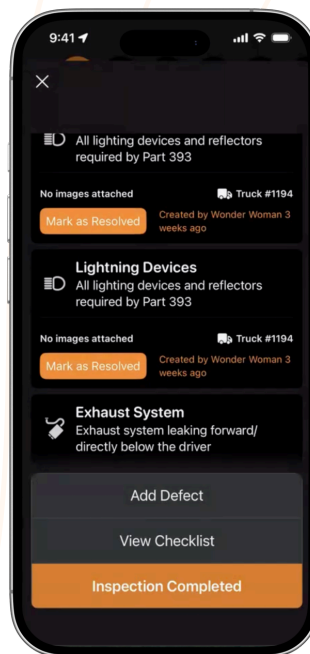 9:41
All lighting devices and reflectors
required by Part 393
No images attached
Truck #1194
Mark as Resolved
Created by Wonder Woman 3
weeks ago
Lightning Devices
All lighting devices and reflectors
required by Part 393
No images attached
Truck #1194
Mark as Resolved
Created by Wonder Woman 3
weeks ago
Exhaust System
Exhaust system leaking forward/
directly below the driver
Add Defect
View Checklist
Inspection Completed